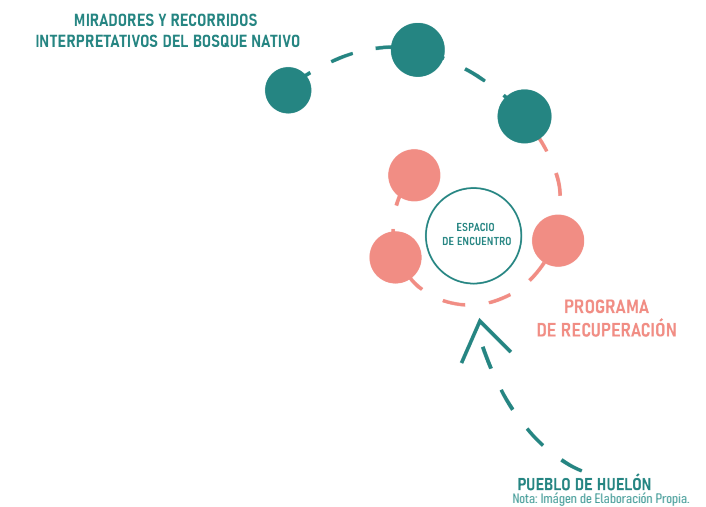 MIRADORES Y RECORRIDOS
INTERPRETATIVOS DEL BOSQUE NATIVO
ESPACIO
DE ENCUENTRO
PROGRAMA
DE RECUPERACIÓN
PUEBLO DE HUELÓN
Nota: Imágen de Elaboración Propia.